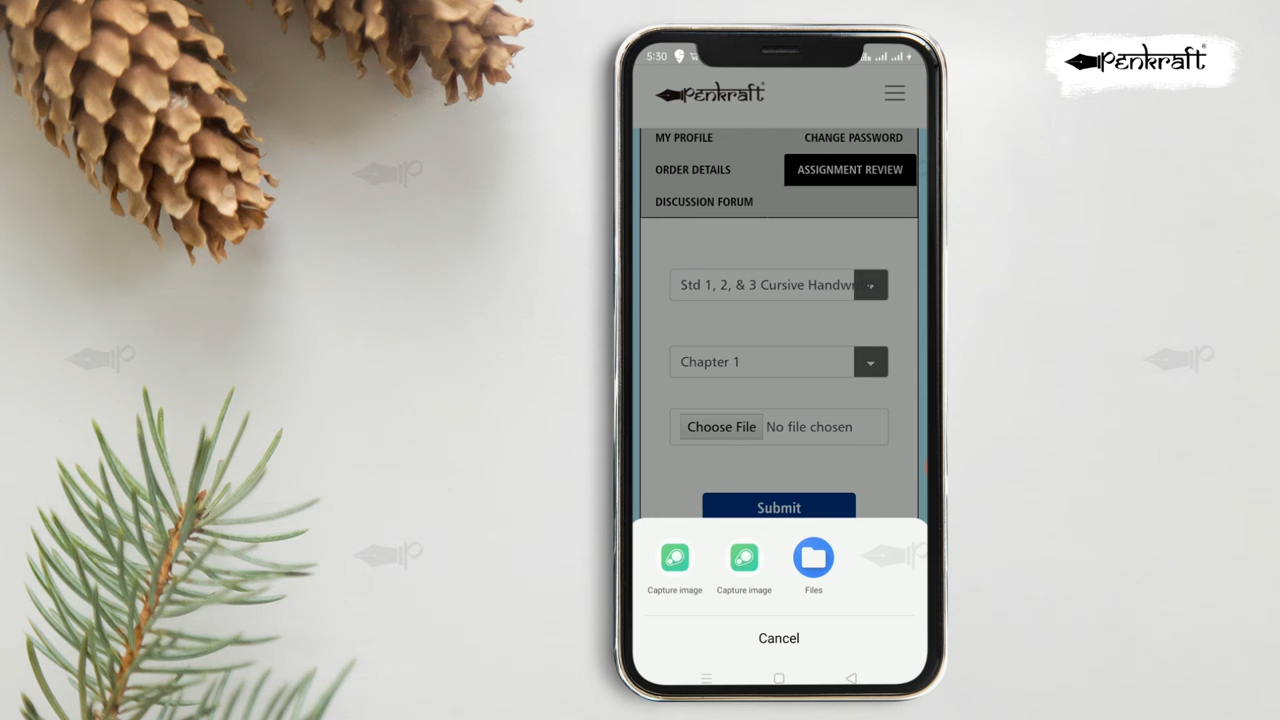 Penkraft®
5:30
Penkraft®
MY PROFILE
CHANGE PASSWORD
ORDER DETAILS
ASSIGNMENT REVIEW
DISCUSSION FORUM
Std 1, 2, & 3 Cursive Handwr
Chapter 1
Choose File No file chosen
Submit
Capture image
Capture image
Files
Cancel